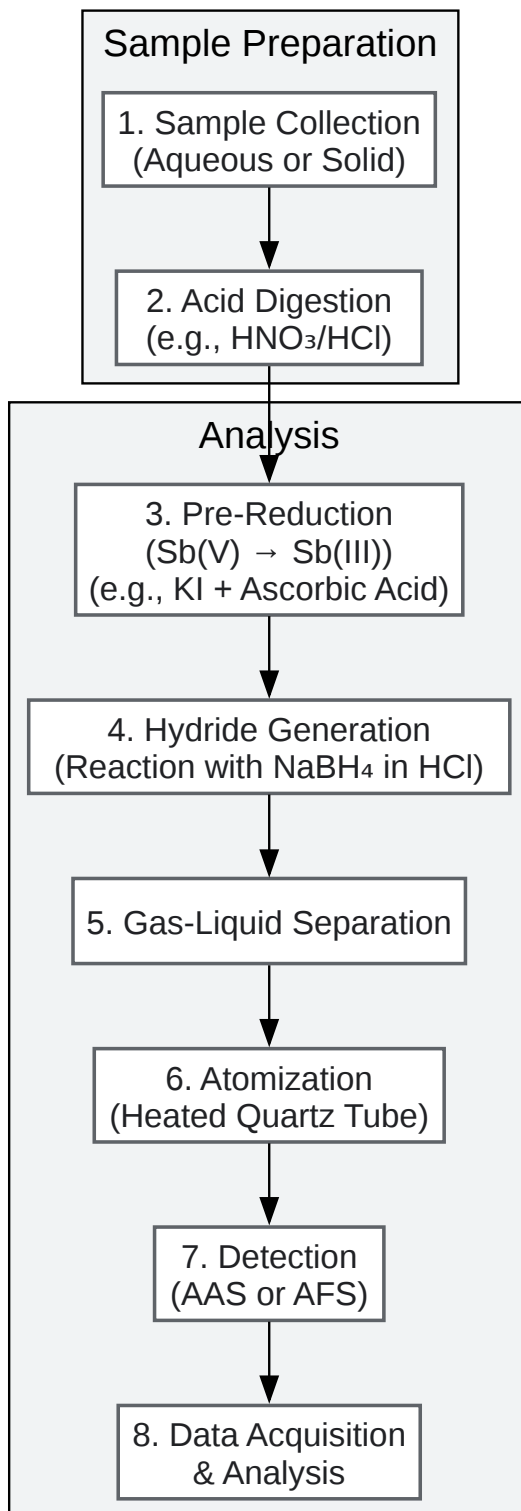 Sample Preparation
1. Sample Collection
(Aqueous or Solid)
2. Acid Digestion
(e.g., HNO₃/HCl)
Analysis
3. Pre-Reduction
(Sb(V) → Sb(III))
(e.g., KI + Ascorbic Acid)
4. Hydride Generation
(Reaction with NaBH₄ in HCl)
5. Gas-Liquid Separation
6. Atomization
(Heated Quartz Tube)
7. Detection
(AAS or AFS)
8. Data Acquisition
& Analysis